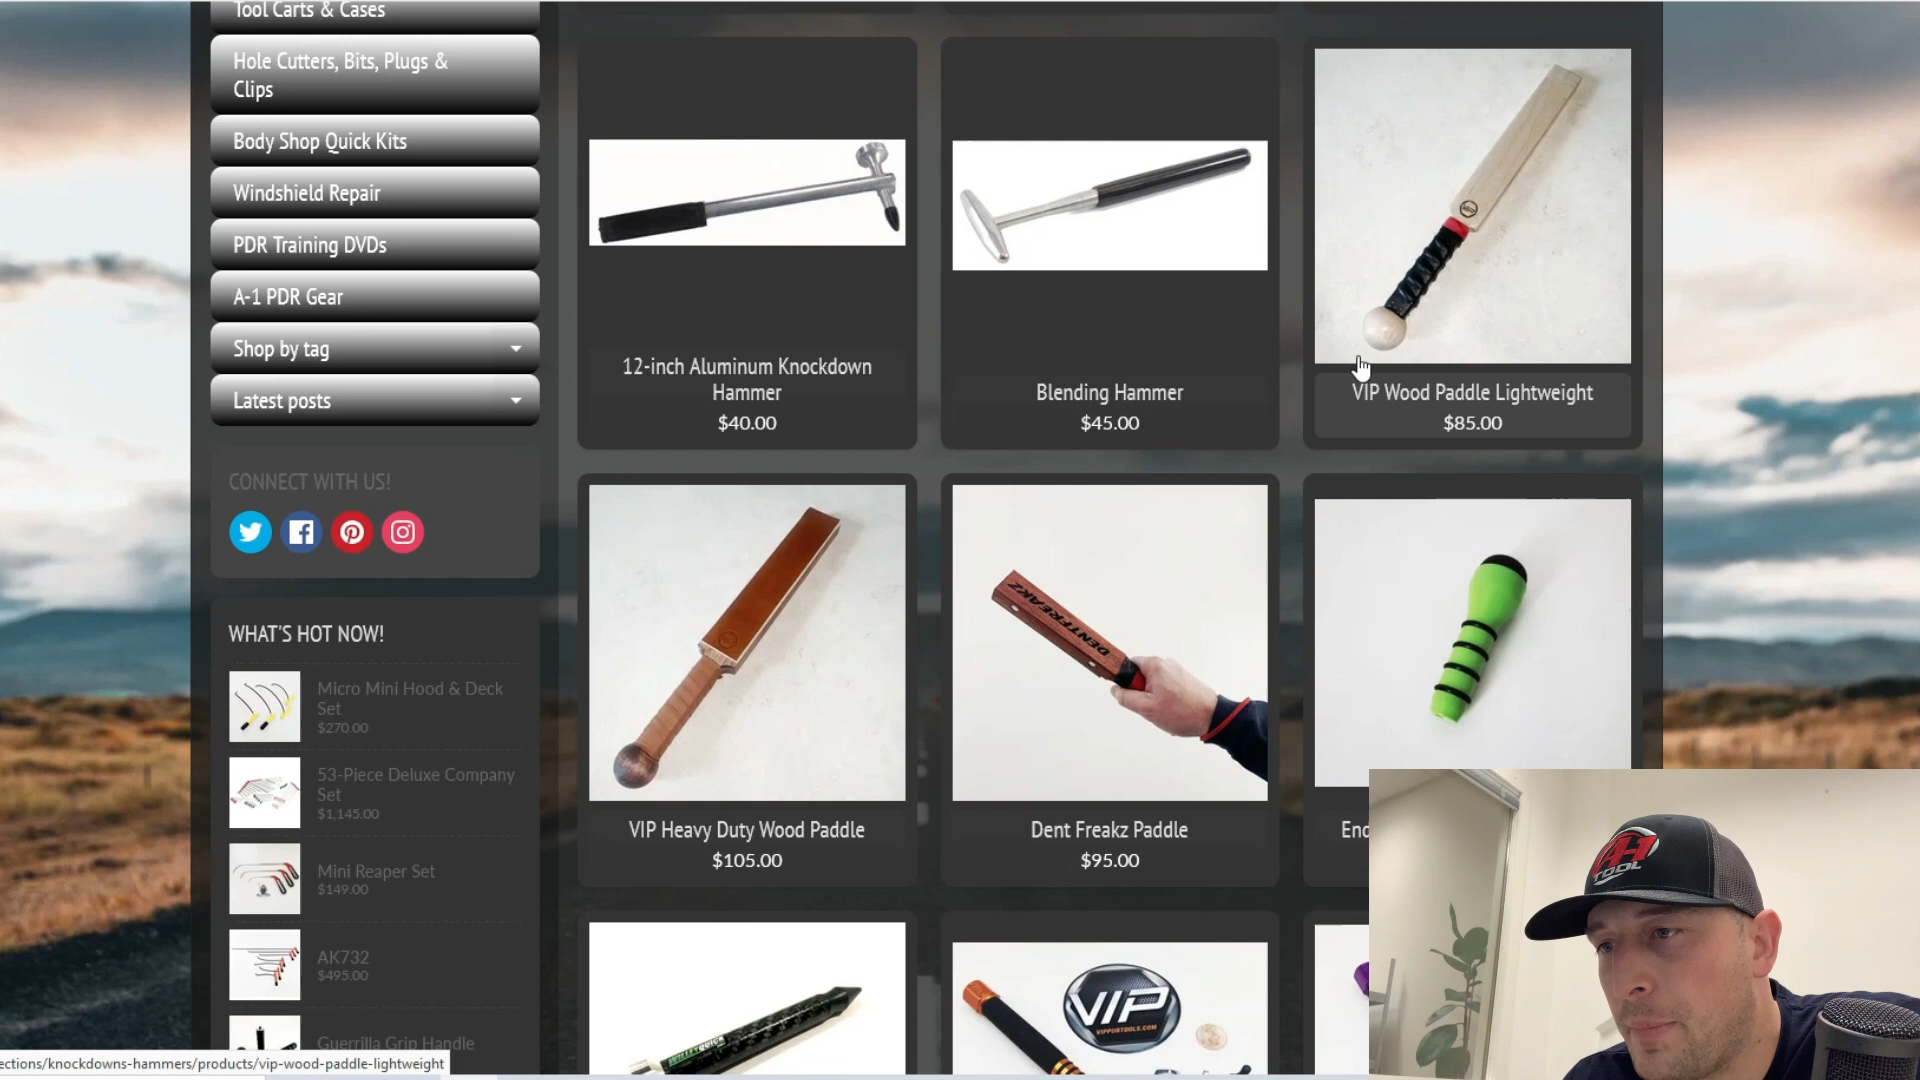 Tool Carts & Cases
Hole Cutters, Bits, Plugs &
Clips
Body Shop Quick Kits
Windshield Repair
PDR Training DVDs
A-1 PDR Gear
Shop by tag
Latest posts
CONNECT WITH US!
WHAT'S HOT NOW!
Micro Mini Hood & Deck
Set
$270.00
53-Piece Deluxe Company
Set
$1,145.00
Mini Reaper Set
$149.00
AK732
$495.00
Guerrilla Grip Handle
ections/knockdowns-hammers/products/vip-wood-paddle-lightweight
12-inch Aluminum Knockdown
Hammer
$40.00
Blending Hammer
$45.00
VIP Wood Paddle Lightweight
$85.00
VIP Heavy Duty Wood Paddle
$105.00
DENTFREAKZ
Dent Freakz Paddle
$95.00
VIP
VIPPDRTOOLS.COM
A-1
TOOL